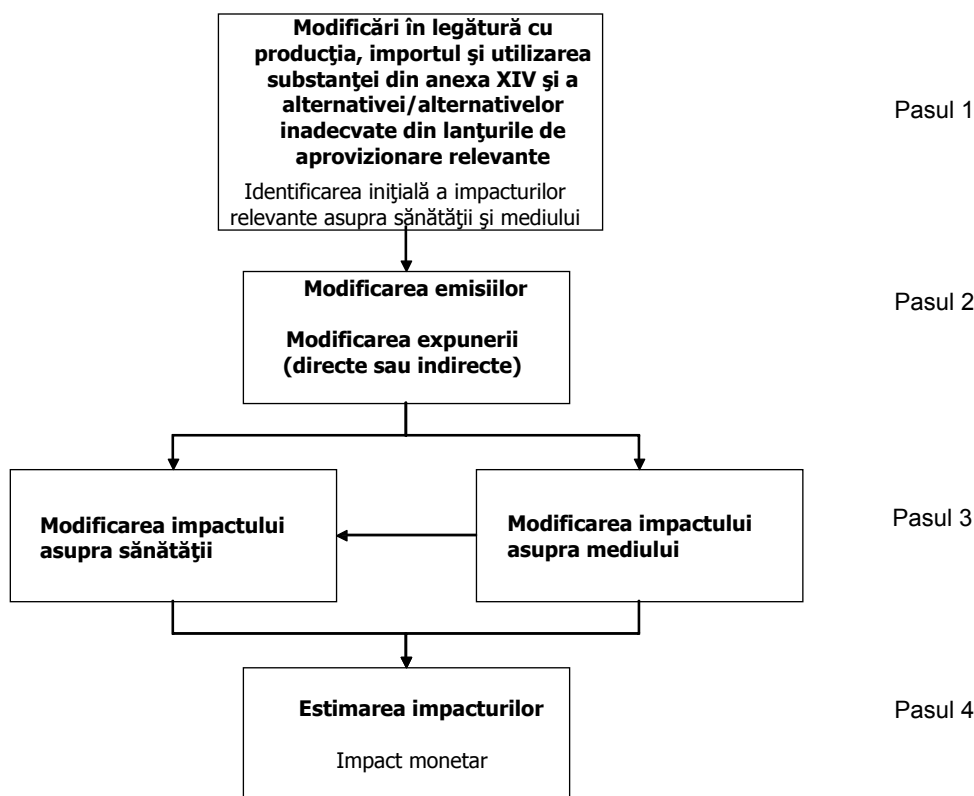 Modificări în legătură cu
producţia, importul şi utilizarea
substanţei din anexa XIV şi a
alternativei/alternativelor
inadecvate din lanţurile de
aprovizionare relevante
Identificarea iniţială a impacturilor
relevante asupra sănătăţii şi mediului
Pasul 1
Modificarea emisiilor
Modificarea expunerii
(directe sau indirecte)
Pasul 2
Modificarea impactului
asupra sănătăţii
Modificarea impactului
asupra mediului
Pasul 3
Estimarea impacturilor
Impact monetar
Pasul 4